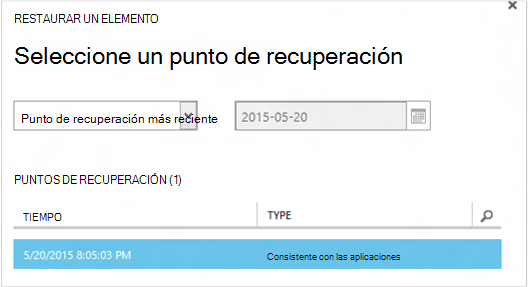 RESTAURAR UN ELEMENTO
Seleccione un punto de recuperación
Punto de recuperación más reciente 2015-05-20
PUNTOS DE RECUPERACIÓN (1)
TIEMPO TYPE
5/20/2015 8:05:03 PM Consistente con las aplicaciones